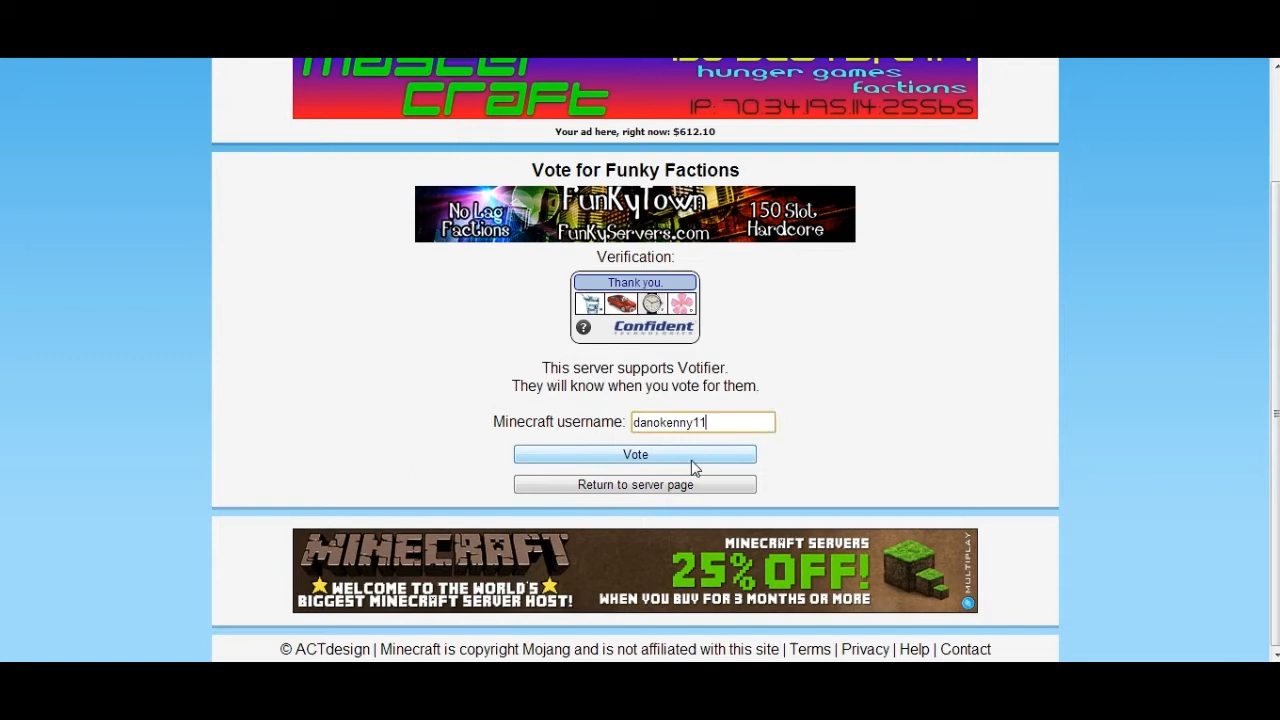 master
craft
hunger games
factions
IP: 70.34.195.114:25565
Your ad here, right now: $612.10
Vote for Funky Factions
No Lag
Factions
FunKyTown
FunKyServers.com
150 Slot
Hardcore
Verification:
Thank you.
? Confident
TECHNOLOGIES
This server supports Votifier.
They will know when you vote for them.
Minecraft username: danokenny11
Vote
Return to server page
MINECRAFT
WELCOME TO THE WORLD'S
BIGGEST MINECRAFT SERVER HOST!
MINECRAFT SERVERS
25% OFF!
WHEN YOU BUY FOR 3 MONTHS OR MORE
MULTIPLAY
© ACTdesign | Minecraft is copyright Mojang and is not affiliated with this site | Terms | Privacy | Help | Contact